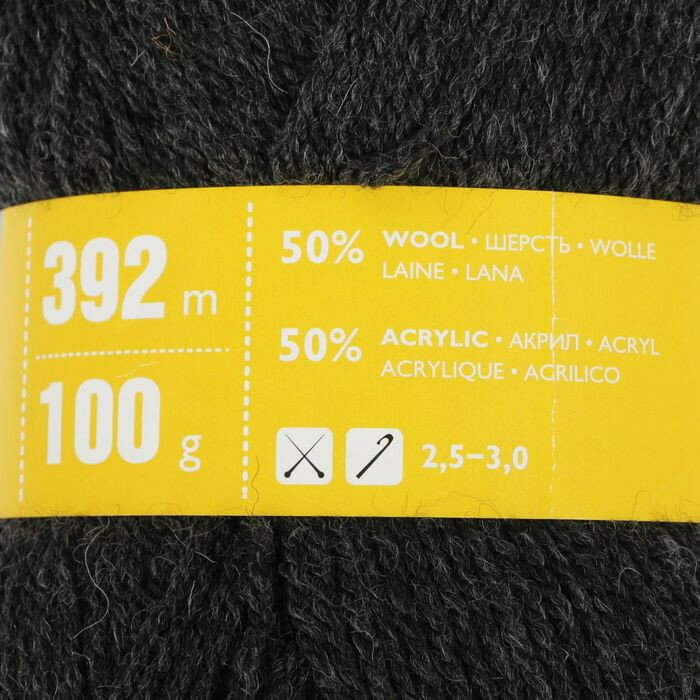 392 m
100 g
50% WOOL • ШЕРСТЬ • WOLLE
LAINE • LANA
50% ACRYLIC • АКРИЛ • ACRYL
ACRYLIQUE • ACRILICO
2,5–3,0